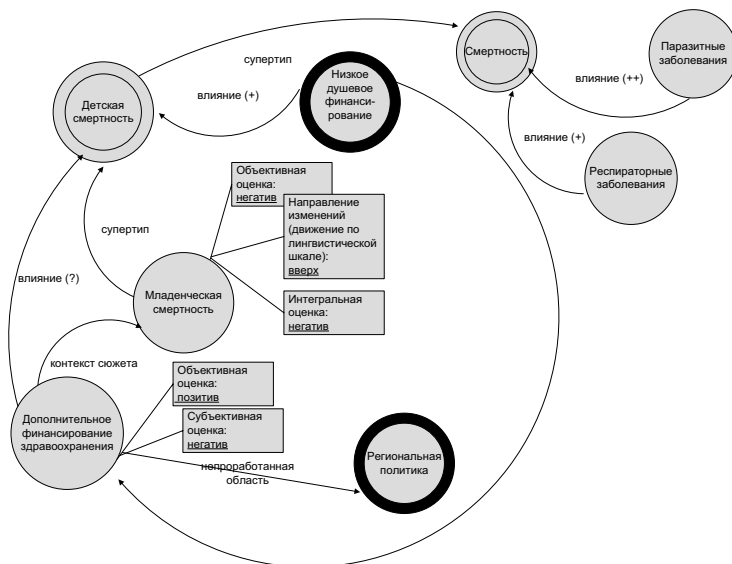 супертип
Смертность
Паразитные
заболевания
Низкое
душевое
финанси-
рование
влияние (++)
Детская
смертность
влияние (+)
влияние (+)
Респираторные
заболевания
Объективная
оценка:
негатив
Направление
изменений
(движение по
лингвистической
шкале):
вверх
супертип
влияние (?)
Младенческая
смертность
Интегральная
оценка:
негатив
контекст сюжета
Объективная
оценка:
позитив
Дополнительное
финансирование
здравоохранения
Субъективная
оценка:
негатив
Региональная
политика
непроработанная
область